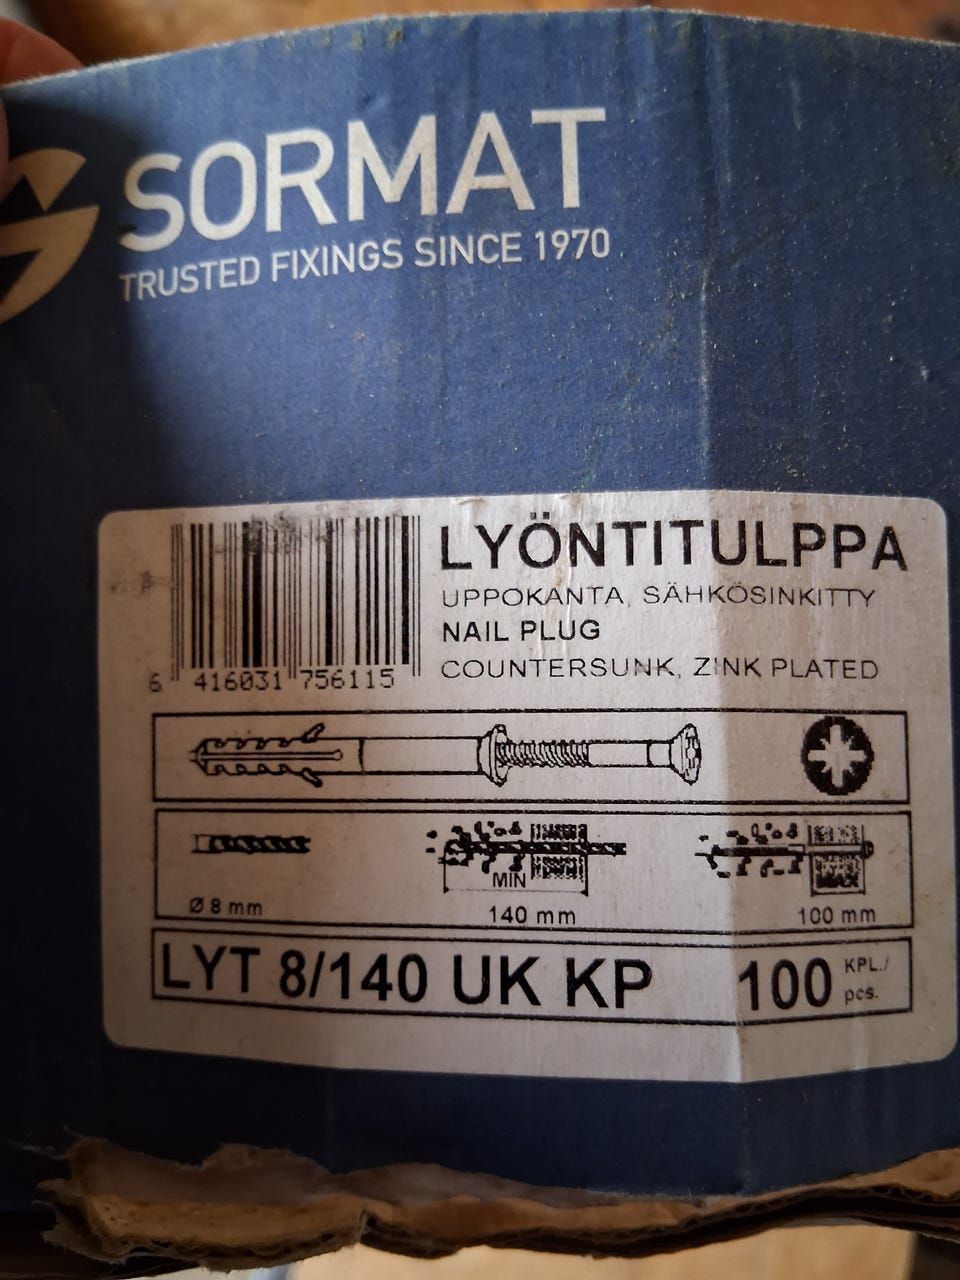 SORMAT
TRUSTED FIXINGS SINCE 1970
LYÖNTITULPPA
UPPOKANTA, SÄHKÖSINKITTY
NAIL PLUG
COUNTERSUNK, ZINK PLATED
6 416031 756115
MIN
MAX
Ø 8 mm
140 mm
100 mm
LYT 8/140 UK KP
100 KPL./
pcs.